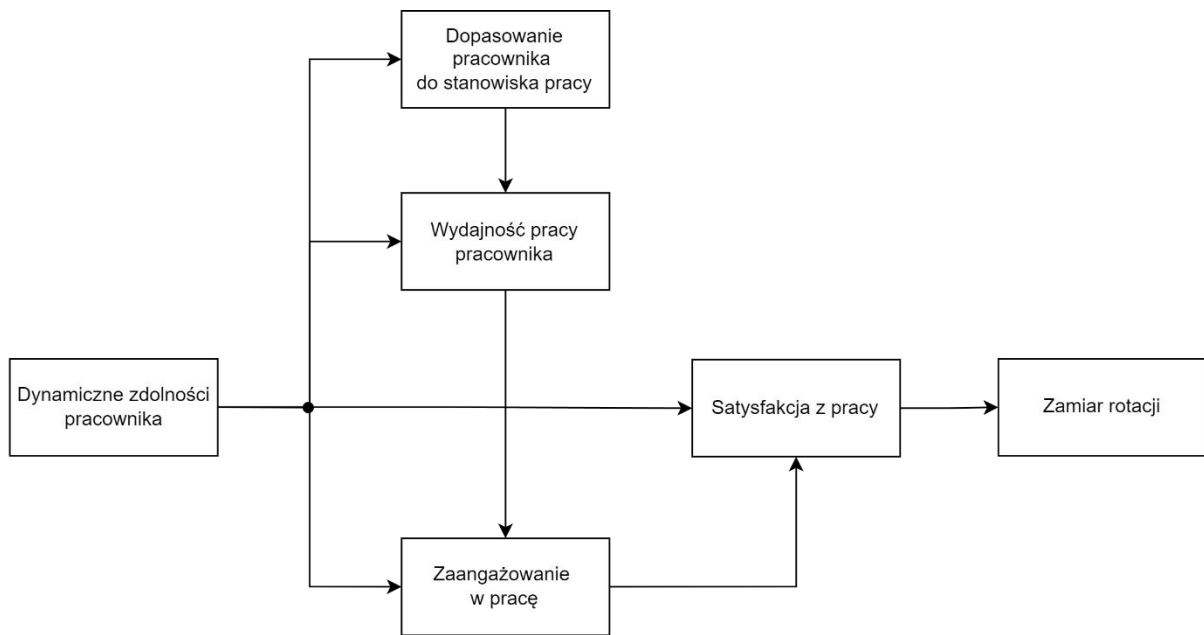 Dopasowanie
pracownika
do stanowiska pracy
Wydajność pracy
pracownika
Dynamiczne zdolności
pracownika
Satysfakcja z pracy
Zamiar rotacji
Zaangażowanie
w pracę